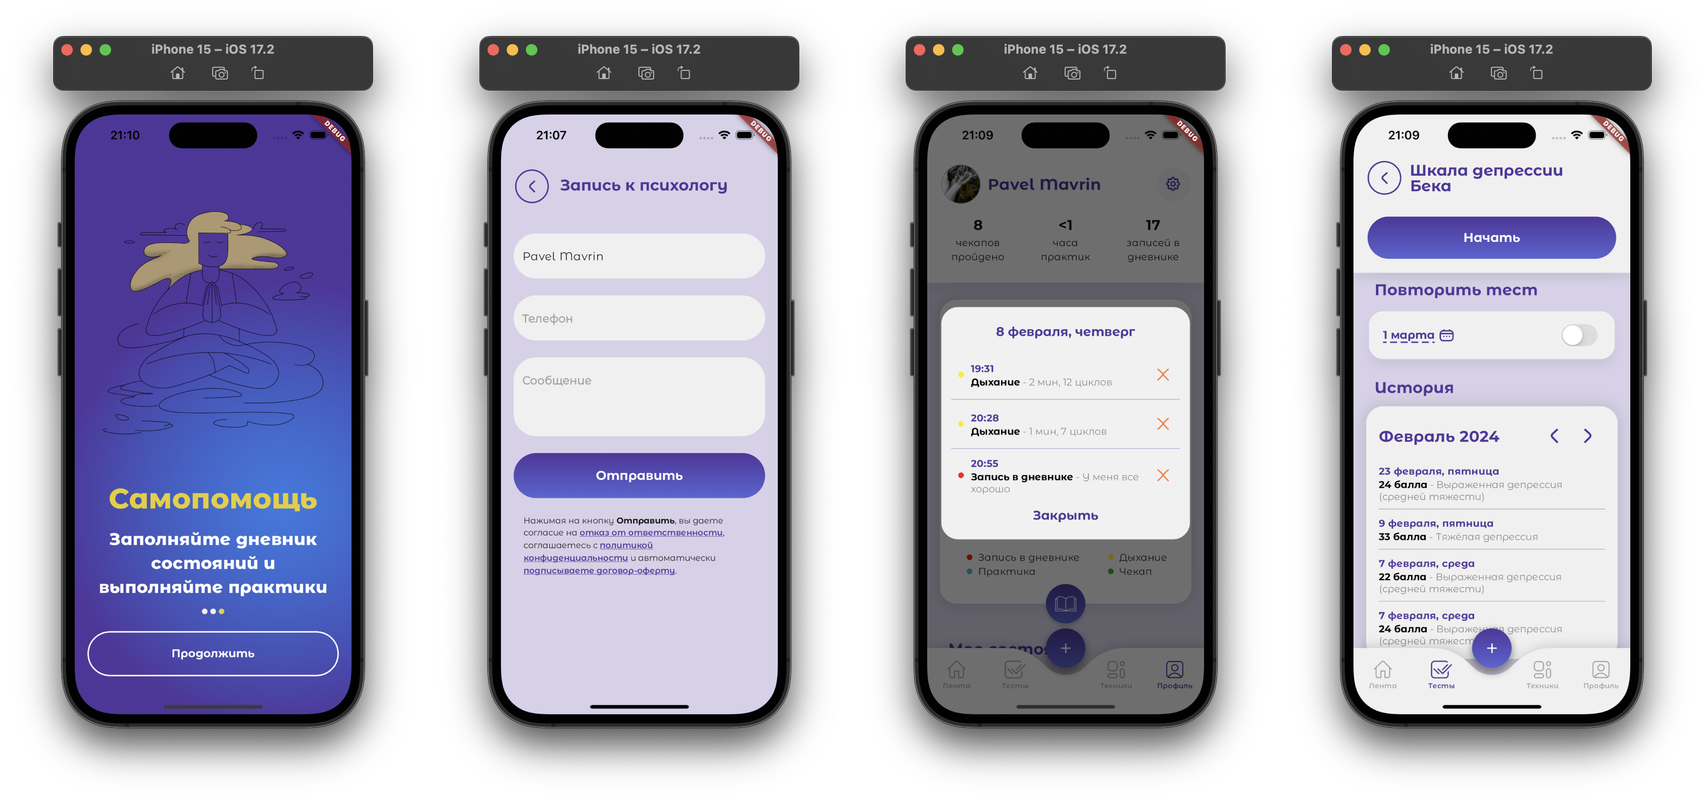 iPhone 15 – iOS 17.2
21:10
DEBUG
Самопомощь
Заполняйте дневник
состояний и
выполняйте практики
Продолжить
iPhone 15 – iOS 17.2
21:07
DEBUG
Запись к психологу
Pavel Mavrin
Телефон
Сообщение
Отправить
Нажимая на кнопку Отправить, вы даете
согласие на отказ от ответственности,
соглашаетесь с политикой
конфиденциальности и автоматически
подписываете договор-оферту.
iPhone 15 – iOS 17.2
21:09
DEBUG
Pavel Mavrin
8 <1 17
чекапов часа записей в
пройдено практик дневнике
8 февраля, четверг
19:31
Дыхание - 2 мин, 12 циклов
20:28
Дыхание - 1 мин, 7 циклов
20:55
Запись в дневнике - У меня все
хорошо
Закрыть
Запись в дневнике Дыхание
Практика Чекап
+
Лента Тесты Техники Профиль
iPhone 15 – iOS 17.2
21:09
DEBUG
Шкала депрессии
Бека
Начать
Повторить тест
1 марта
История
Февраль 2024
23 февраля, пятница
24 балла - Выраженная депрессия
(средней тяжести)
9 февраля, пятница
33 балла - Тяжёлая депрессия
7 февраля, среда
22 балла - Выраженная депрессия
(средней тяжести)
7 февраля, среда
24 балла - Выраженная депрессия
(средней тяжести)
+
Лента Тесты Техники Профиль